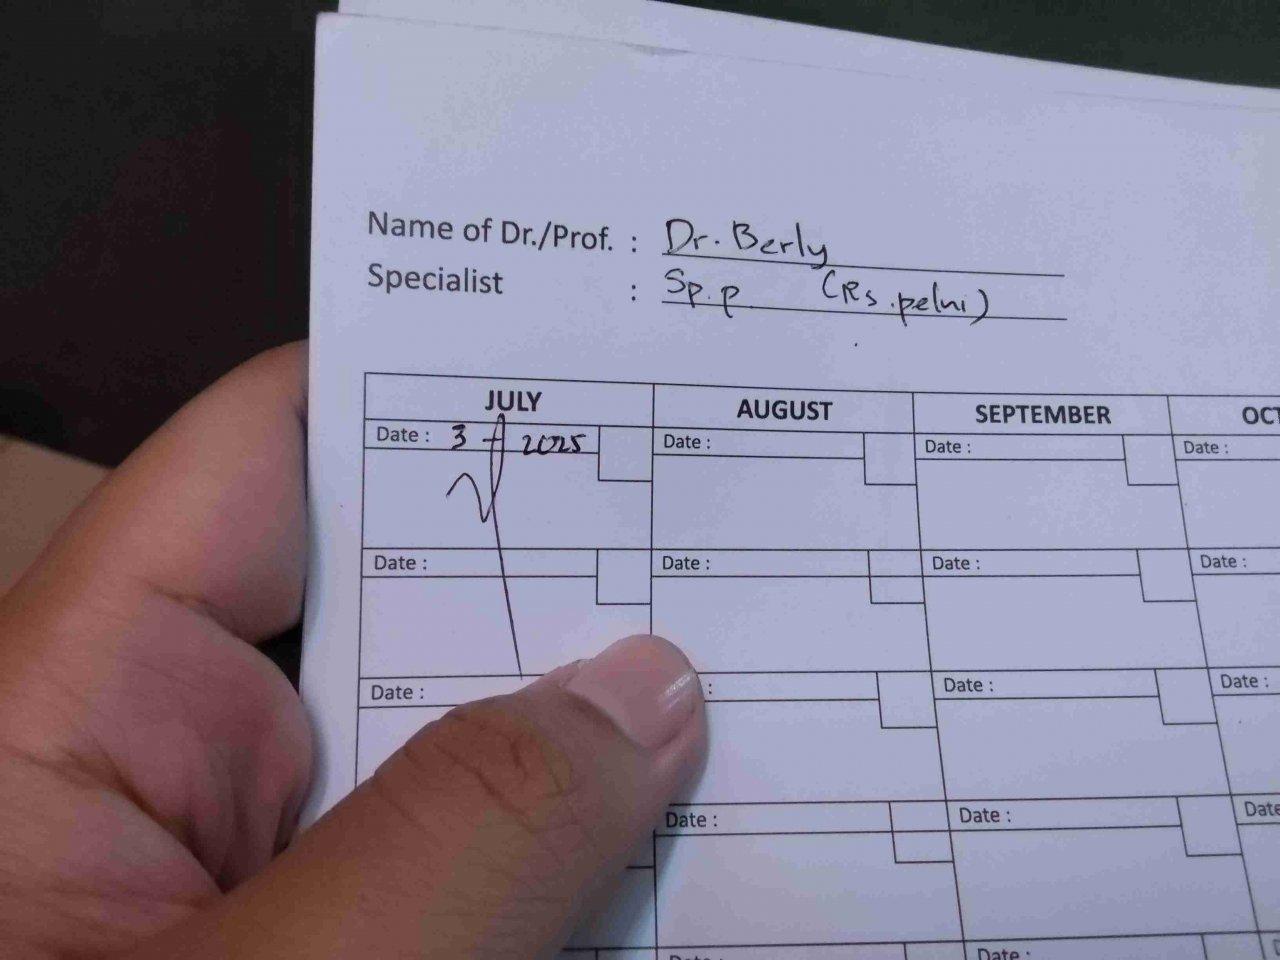 Name of Dr./Prof. : Dr. Berly
Specialist : Sp.p. (Rs.pelni)
JULY AUGUST SEPTEMBER OCT
Date : 3 - 2025 Date : Date : Date :
Date : Date : Date : Date :
Date : : Date : Date :
Date : Date : Date
Date :